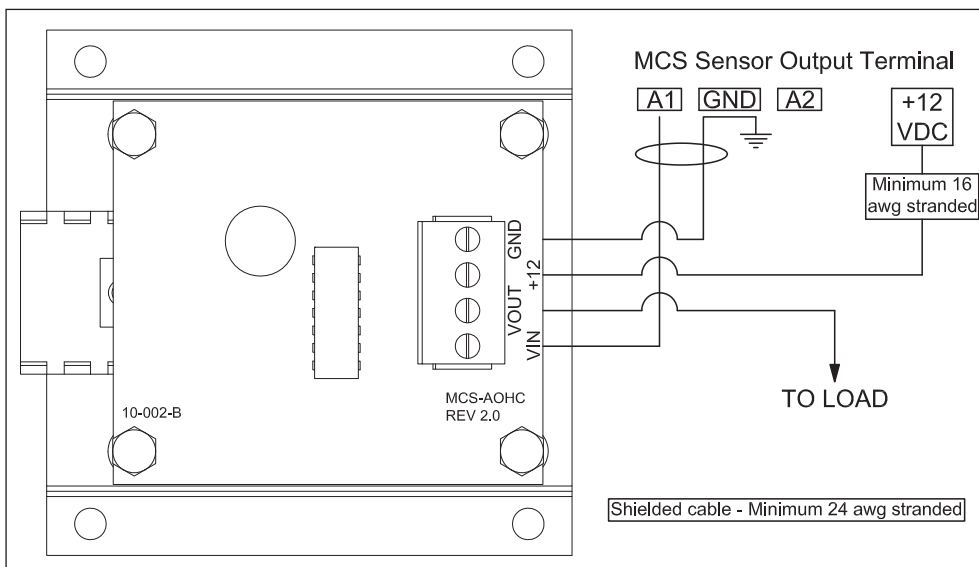 MCS Sensor Output Terminal
A1 GND A2
+12
VDC
Minimum 16
awg stranded
GND
+12
VOUT
VIN
TO LOAD
10-002-B
MCS-AOHC
REV 2.0
Shielded cable - Minimum 24 awg stranded